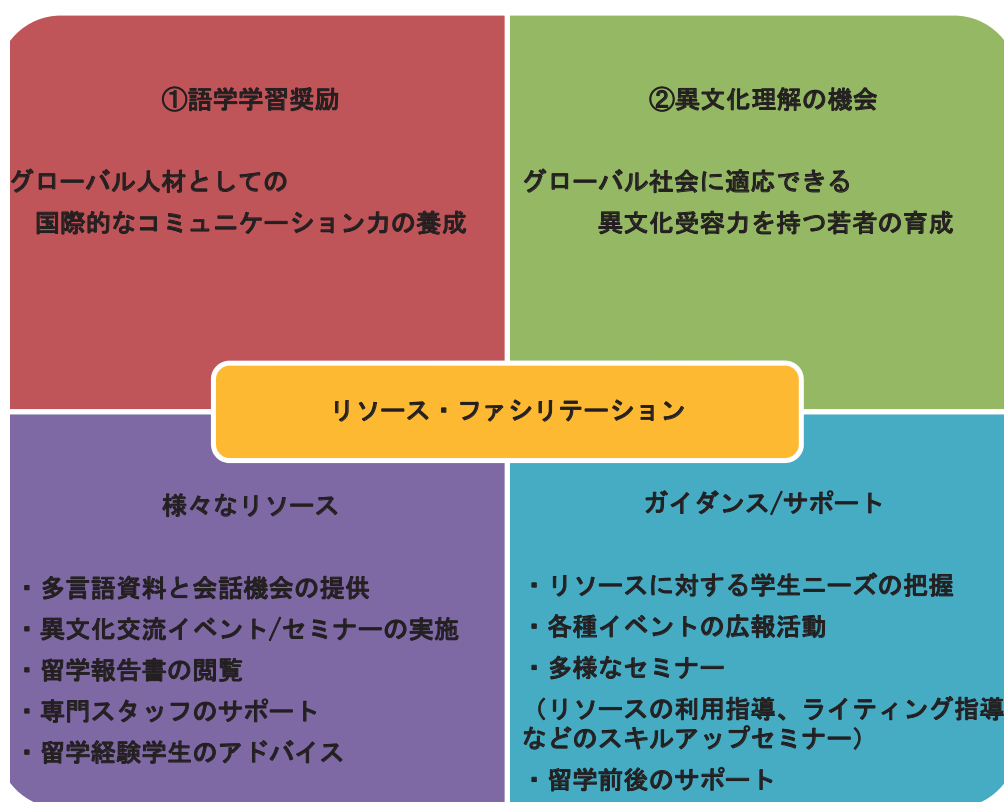 ①語学学習奨励
グローバル人材としての
国際的なコミュニケーション力の養成
②異文化理解の機会
グローバル社会に適応できる
異文化受容力を持つ若者の育成
リソース・ファシリテーション
様々なリソース
・多言語資料と会話機会の提供
・異文化交流イベント/セミナーの実施
・留学報告書の閲覧
・専門スタッフのサポート
・留学経験学生のアドバイス
ガイダンス/サポート
・リソースに対する学生ニーズの把握
・各種イベントの広報活動
・多様なセミナー
（リソースの利用指導、ライティング指導
などのスキルアップセミナー）
・留学前後のサポート